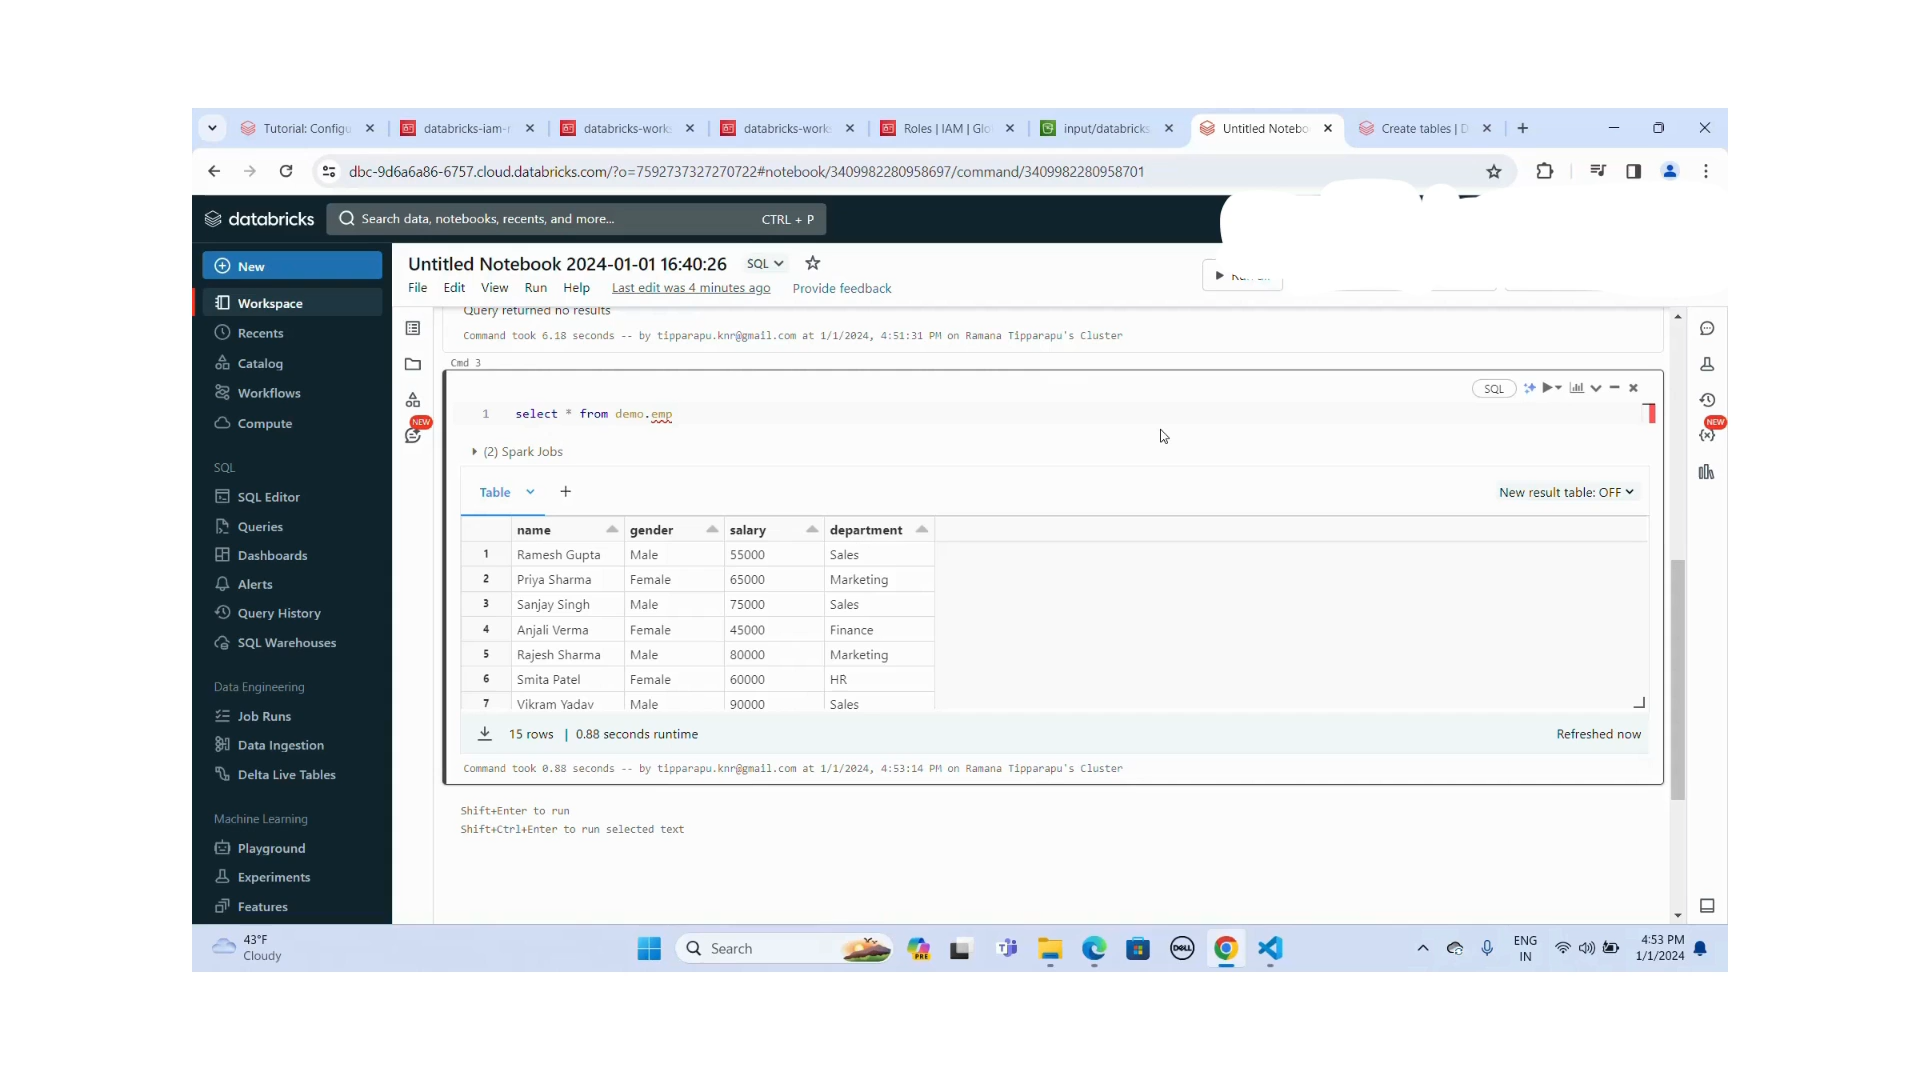 Tutorial: Configu
databricks-iam-r
databricks-works
databricks-works
Roles | IAM | Glo
input/databricks
Untitled Notebo
Create tables | D
dbc-9d6a6a86-6757.cloud.databricks.com/?o=7592737327270722#notebook/3409982280958697/command/3409982280958701
databricks
Search data, notebooks, recents, and more...
CTRL + P
New
Workspace
Recents
Catalog
Workflows
Compute
SQL
SQL Editor
Queries
Dashboards
Alerts
Query History
SQL Warehouses
Data Engineering
Job Runs
Data Ingestion
Delta Live Tables
Machine Learning
Playground
Experiments
Features
Untitled Notebook 2024-01-01 16:40:26 SQL
File Edit View Run Help Last edit was 4 minutes ago Provide feedback
NEW
Query returned no results
Command took 6.18 seconds -- by tipparapu.knr@gmail.com at 1/1/2024, 4:51:31 PM on Ramana Tipparapu's Cluster
Cmd 3
SQL
1 select * from demo.emp
(2) Spark Jobs
Table
New result table: OFF
name gender salary department
1 Ramesh Gupta Male 55000 Sales
2 Priya Sharma Female 65000 Marketing
3 Sanjay Singh Male 75000 Sales
4 Anjali Verma Female 45000 Finance
5 Rajesh Sharma Male 80000 Marketing
6 Smita Patel Female 60000 HR
7 Vikram Yadav Male 90000 Sales
15 rows | 0.88 seconds runtime
Refreshed now
Command took 0.88 seconds -- by tipparapu.knr@gmail.com at 1/1/2024, 4:53:14 PM on Ramana Tipparapu's Cluster
Shift+Enter to run
Shift+Ctrl+Enter to run selected text
NEW
43°F
Cloudy
Search
PRE
DELL
ENG
IN
4:53 PM
1/1/2024